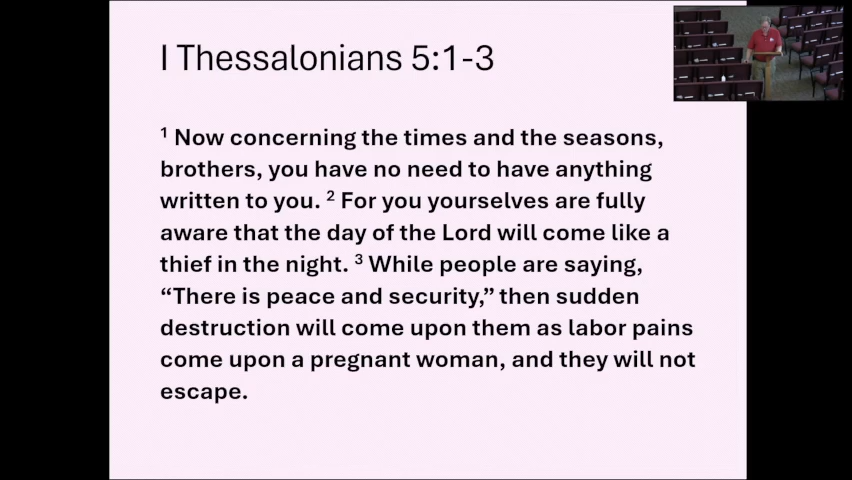 I Thessalonians 5:1-3
¹ Now concerning the times and the seasons,
brothers, you have no need to have anything
written to you. ² For you yourselves are fully
aware that the day of the Lord will come like a
thief in the night. ³ While people are saying,
“There is peace and security,” then sudden
destruction will come upon them as labor pains
come upon a pregnant woman, and they will not
escape.